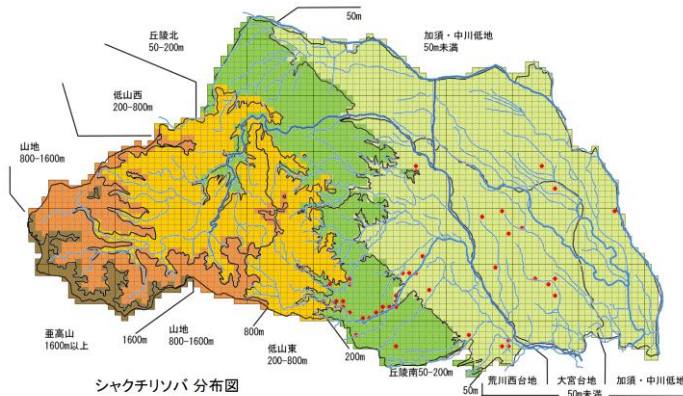 50m
丘陵北
50-200m
加須・中川低地
50m未満
低山西
200-800m
山地
800-1600m
亜高山
1600m以上
1600m
山地
800-1600m
800m
低山東
200-800m
200m
丘陵南50-200m
50m
荒川西台地
大宮台地
加須・中川低地
50m未満
シャクチリソバ 分布図